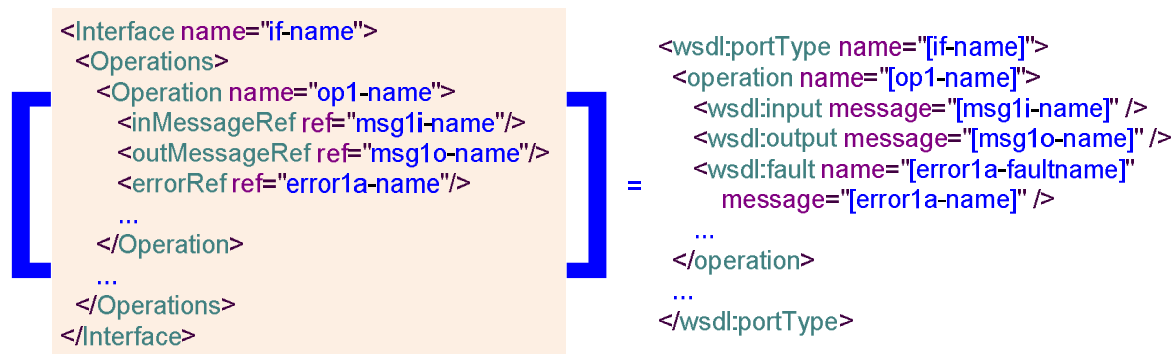 <Interface name="if-name">
<Operations>
<Operation name="op1-name">
<inMessageRef ref="msg1i-name"/>
<outMessageRef ref="msg1o-name"/>
<errorRef ref="error1a-name"/>
...
</Operation>
...
</Operations>
</Interface>
=
<wsdl:portType name="[if-name]">
<operation name="[op1-name]">
<wsdl:input message="[msg1i-name]" />
<wsdl:output message="[msg1o-name]" />
<wsdl:fault name="[error1a-faultname]"
message="[error1a-name]" />
...
</operation>
...
</wsdl:portType>